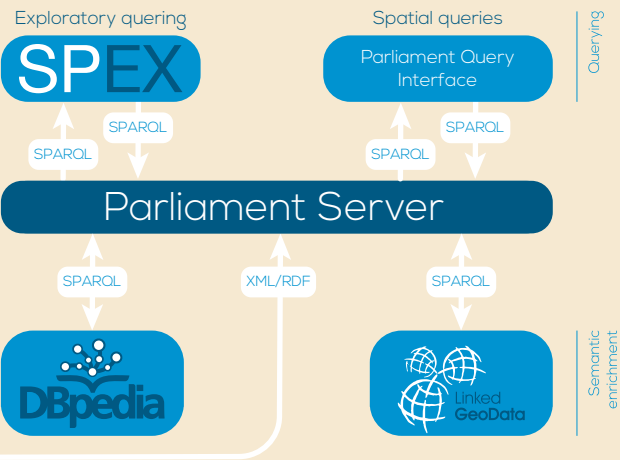 Exploratory quering
Spatial queries
Querying
SPEX
Parliament Query
Interface
SPARQL
SPARQL
SPARQL
SPARQL
Parliament Server
SPARQL
XML/RDF
SPARQL
DBpedia
Linked
GeoData
Semantic
enrichment